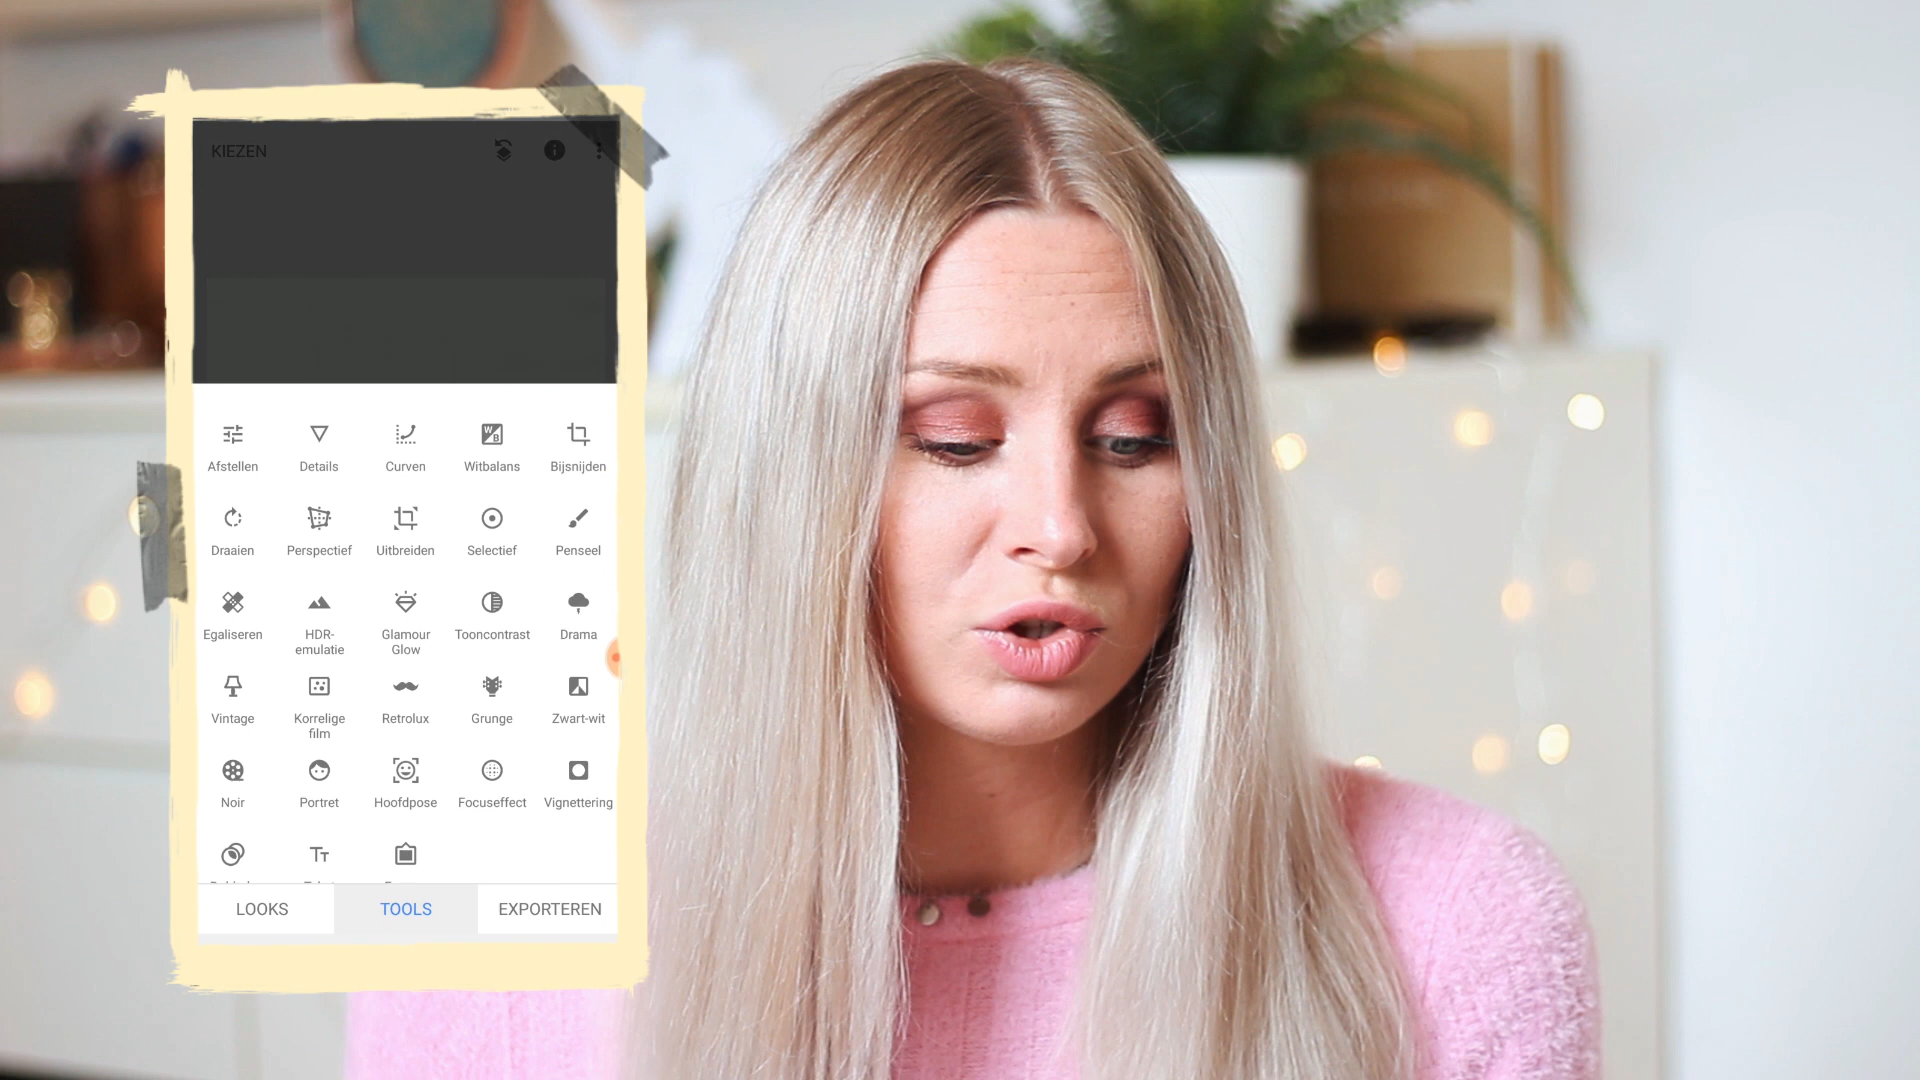 KIEZEN
Afstellen Details Curven Witbalans Bijsnijden
Draaien Perspectief Uitbreiden Selectief Penseel
Egaliseren HDR-emulatie Glamour Glow Tooncontrast Drama
Vintage Korrelige film Retrolux Grunge Zwart-wit
Noir Portret Hoofdpose Focuseffect Vignettering
LOOKS TOOLS EXPORTEREN